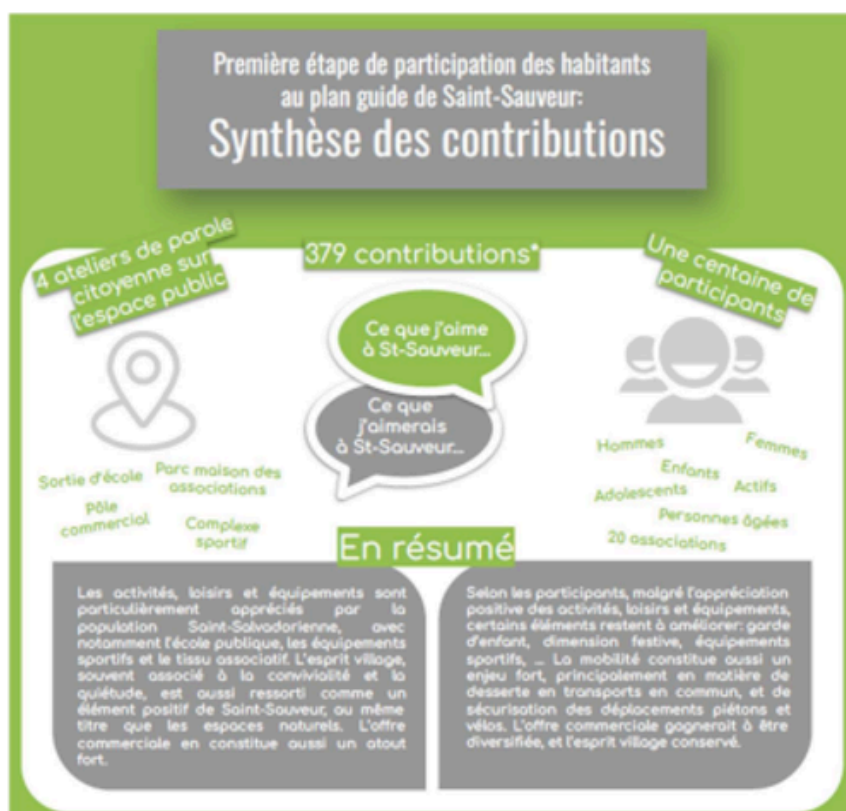 Première étape de participation des habitants
au plan guide de Saint-Sauveur:
Synthèse des contributions
4 ateliers de parole
citoyenne sur
l'espace public
379 contributions*
Une centaine de
participants
Ce que j'aime
à St-Sauveur...
Ce que
j'aimerais
à St-Sauveur...
Sortie d'école
Parc maison des
associations
Pôle
commercial
Complexe
sportif
Hommes
Femmes
Enfants
Adolescents
Actifs
Personnes âgées
20 associations
En résumé
Les activités, loisirs et équipements sont
particulièrement appréciés par la
population Saint-Salvadorienne, avec
notamment l'école publique, les équipements
sportifs et le tissu associatif. L'esprit village,
souvent associé à la convivialité et la
quiétude, est aussi ressorti comme un
élément positif de Saint-Sauveur, au même
titre que les espaces naturels. L'offre
commerciale en constitue aussi un atout
fort.
Selon les participants, malgré l'appréciation
positive des activités, loisirs et équipements,
certains éléments restent à améliorer: garde
d'enfant, dimension festive, équipements
sportifs, ... La mobilité constitue aussi un
enjeu fort, principalement en matière de
desserte en transports en commun, et de
sécurisation des déplacements piétons et
vélos. L'offre commerciale gagnerait à être
diversifiée, et l'esprit village conservé.